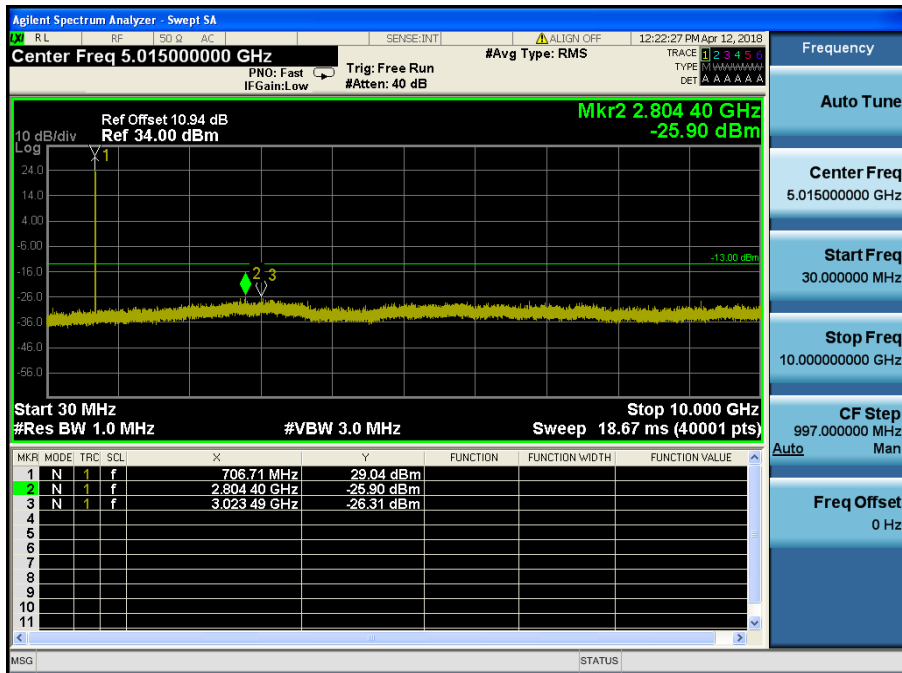 Agilent Spectrum Analyzer - Swept SA
LXI RL RF 50 Ω AC SENSE:INT ALIGN OFF 12:22:27 PM Apr 12, 2018
Center Freq 5.015000000 GHz #Avg Type: RMS TRACE 1 2 3 4 5 6
PNO: Fast Trig: Free Run TYPE M WWWWW
IFGain:Low #Atten: 40 dB DET A A A A A A
Mkr2 2.804 40 GHz
-25.90 dBm
Ref Offset 10.94 dB
10 dB/div Ref 34.00 dBm
Log
1
24.0
14.0
4.00
-6.00
-13.00 dBm
-16.0
2 3
-26.0
-36.0
-46.0
-56.0
Start 30 MHz Stop 10.000 GHz
#Res BW 1.0 MHz #VBW 3.0 MHz Sweep 18.67 ms (40001 pts)
MKR MODE TRC SCL X Y FUNCTION FUNCTION WIDTH FUNCTION VALUE
1 N 1 f 706.71 MHz 29.04 dBm
2 N 1 f 2.804 40 GHz -25.90 dBm
3 N 1 f 3.023 49 GHz -26.31 dBm
4
5
6
7
8
9
10
11
MSG STATUS
Frequency
Auto Tune
Center Freq
5.015000000 GHz
Start Freq
30.000000 MHz
Stop Freq
10.000000000 GHz
CF Step
997.000000 MHz
Auto Man
Freq Offset
0 Hz